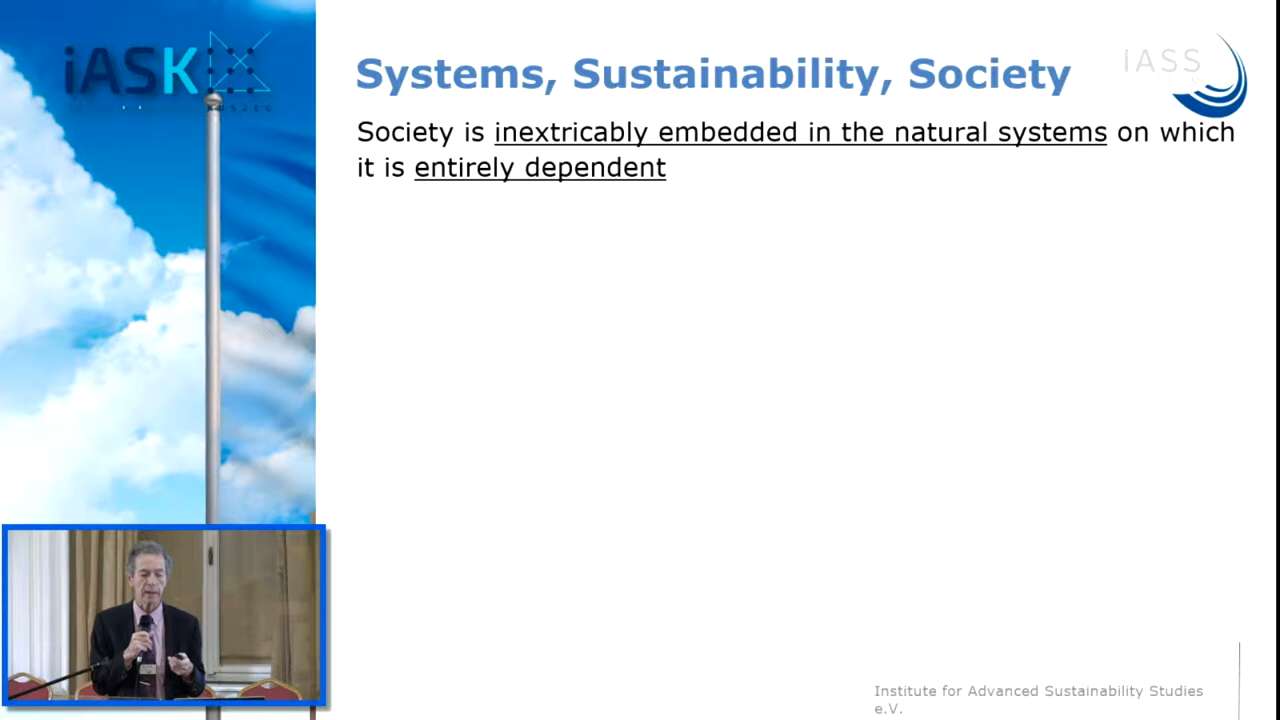 iASK
Systems, Sustainability, Society
IASS
Society is inextricably embedded in the natural systems on which
it is entirely dependent
Institute for Advanced Sustainability Studies
e.V.